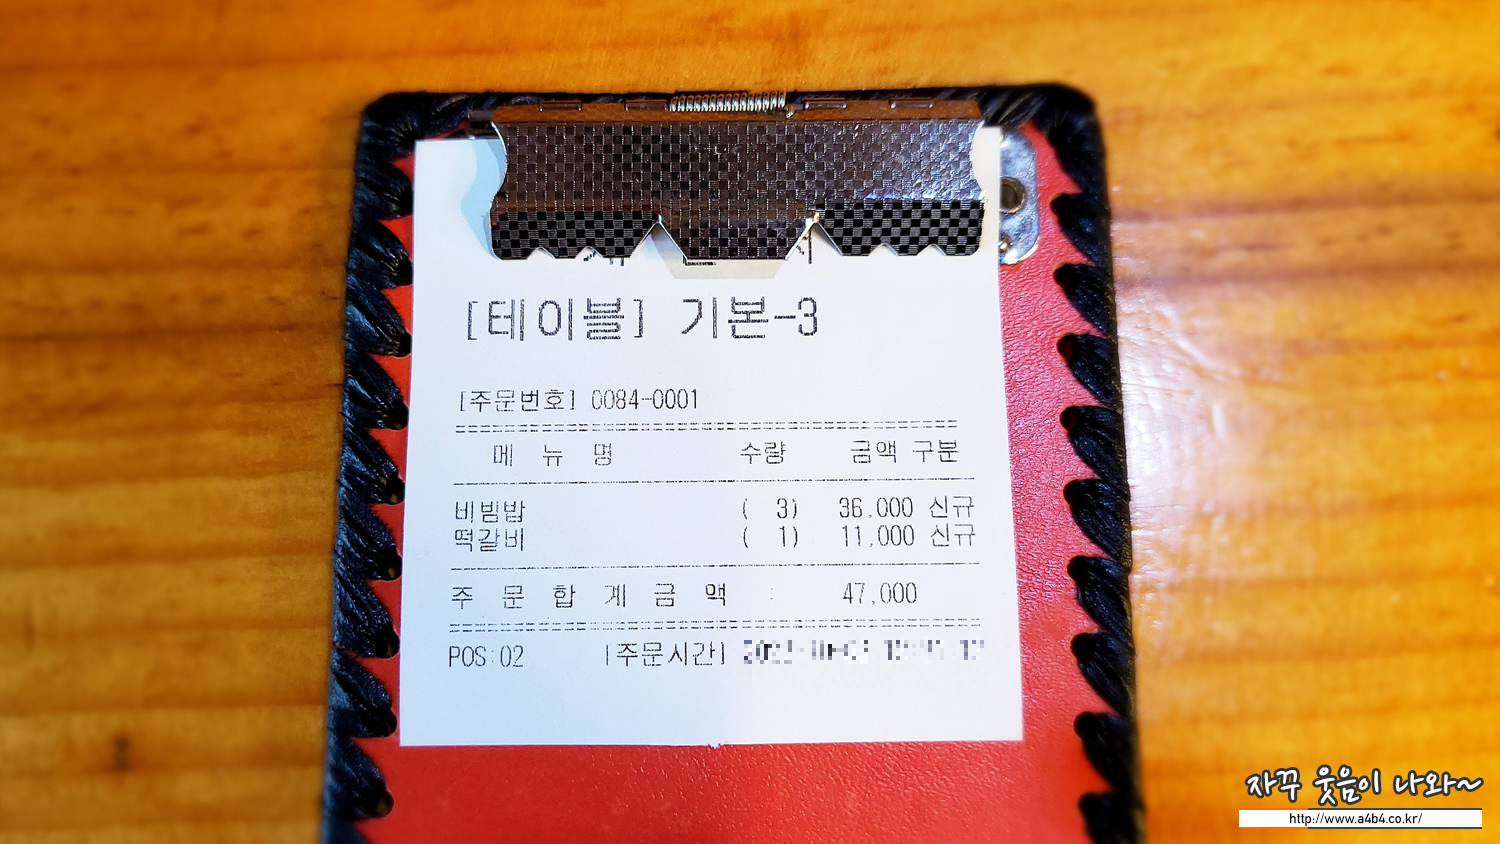 [테이블] 기본-3
[주문번호] 0084-0001
메 뉴 명 수량 금액 구분
비빔밥 ( 3) 36,000 신규
떡갈비 ( 1) 11,000 신규
주 문 합 계 금 액 : 47,000
POS:02 [주문시간]
자꾸 웃음이 나와~
http://www.a4b4.co.kr/